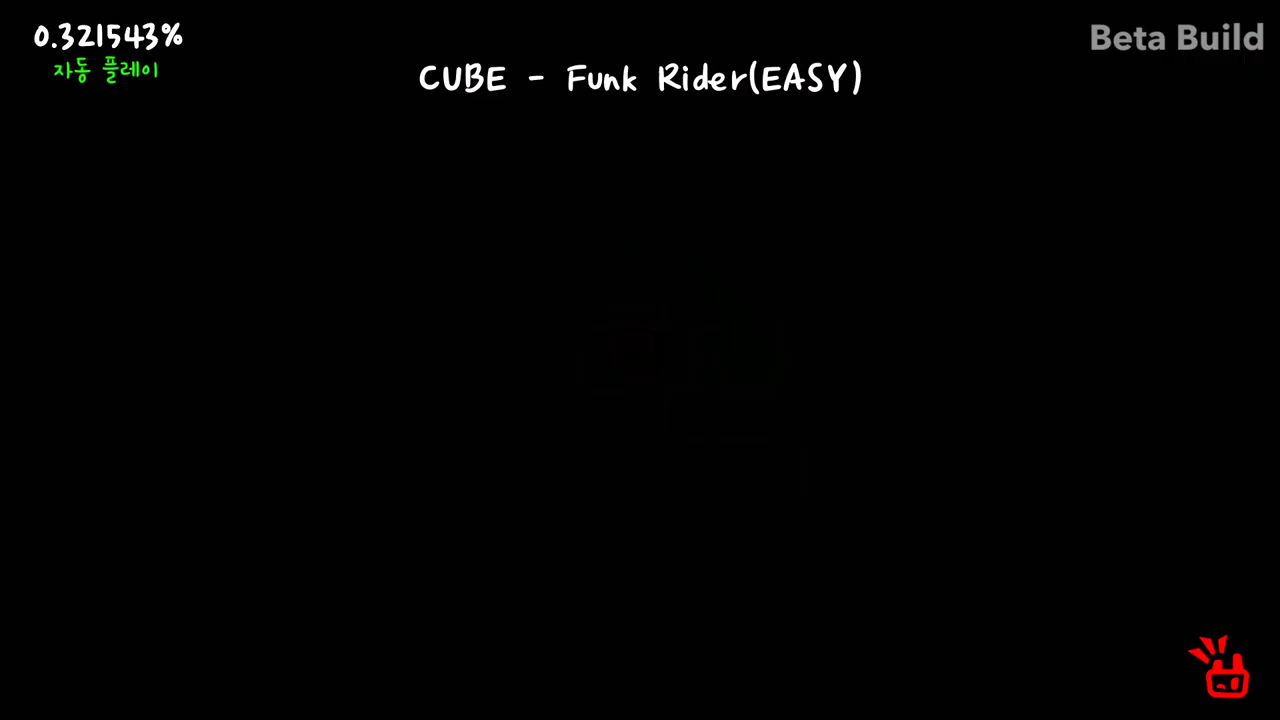 0.321543%
자동 플레이
CUBE - Funk Rider(EASY)
Beta Build